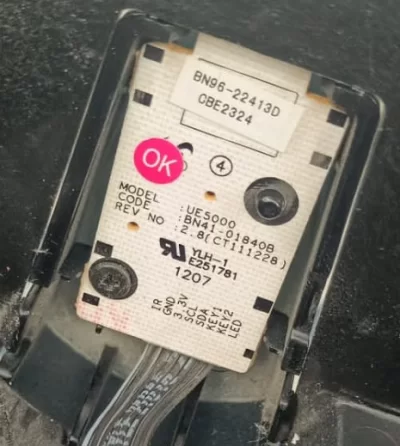 BN96-22413D
CBE2324
OK
4
MODEL :UE5000
CODE :BN41-01840B
REV NO :2.8(CT111228)
YLH-1
E251781
1207
IR
GND
3.3V
SCL
SDA
KEY1
KEY2
LED